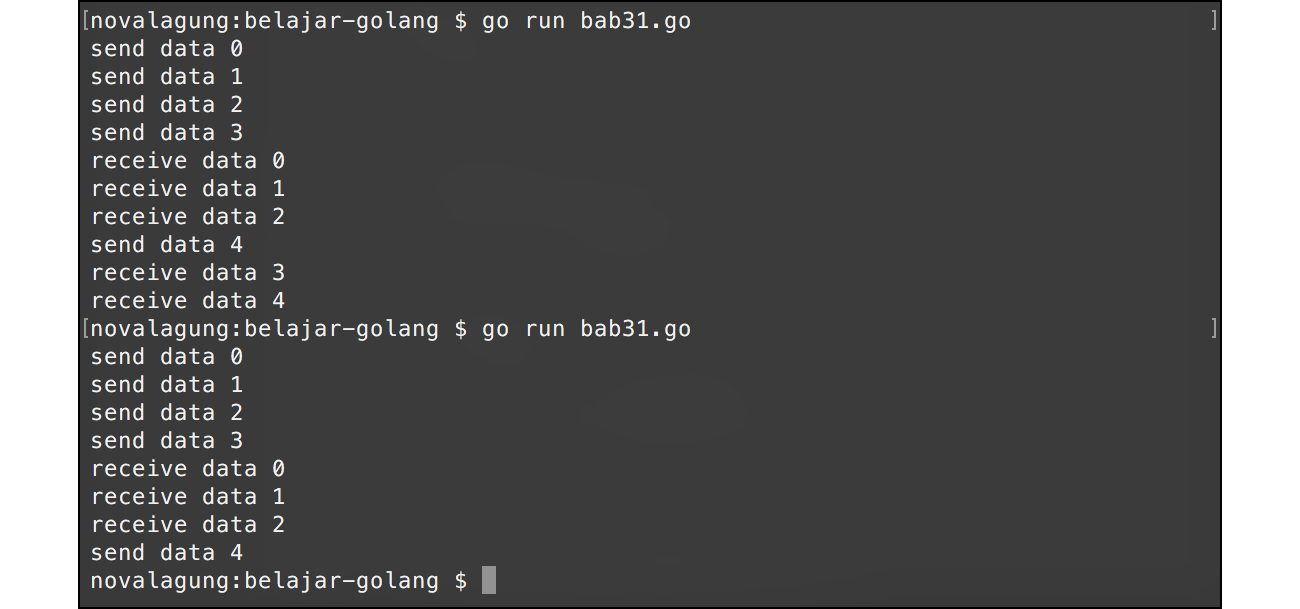 [novalagung:belajar-golang $ go run bab31.go ]
send data 0
send data 1
send data 2
send data 3
receive data 0
receive data 1
receive data 2
send data 4
receive data 3
receive data 4
[novalagung:belajar-golang $ go run bab31.go ]
send data 0
send data 1
send data 2
send data 3
receive data 0
receive data 1
receive data 2
send data 4
novalagung:belajar-golang $